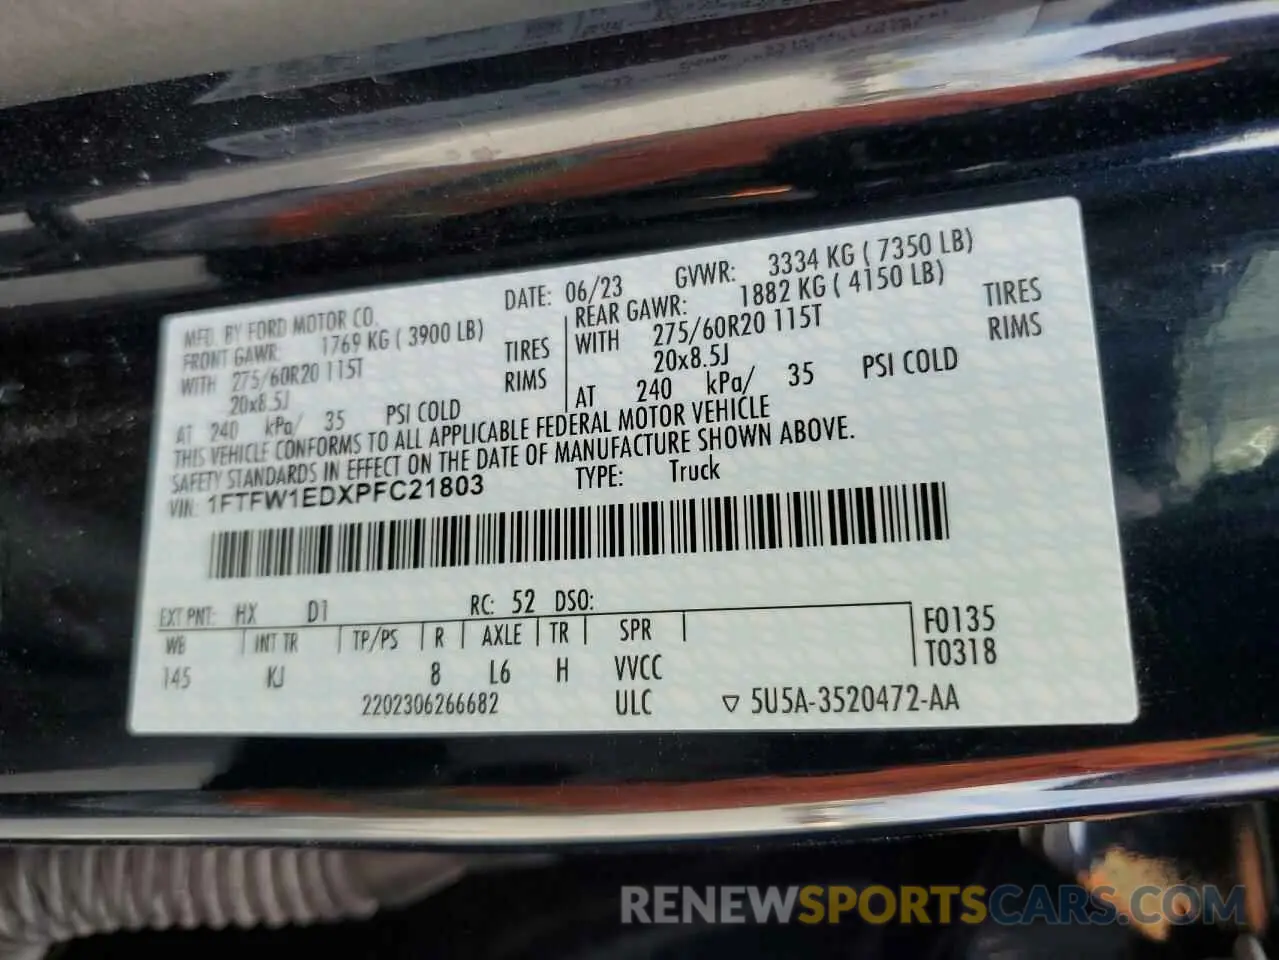 MFD. BY FORD MOTOR CO.
DATE: 06/23 GVWR: 3334 KG ( 7350 LB)
FRONT GAWR: 1769 KG ( 3900 LB)
WITH 275/60R20 115T TIRES
20x8.5J RIMS
AT 240 kPa/ 35 PSI COLD
REAR GAWR: 1882 KG ( 4150 LB)
WITH 275/60R20 115T TIRES
20x8.5J RIMS
AT 240 kPa/ 35 PSI COLD
THIS VEHICLE CONFORMS TO ALL APPLICABLE FEDERAL MOTOR VEHICLE
SAFETY STANDARDS IN EFFECT ON THE DATE OF MANUFACTURE SHOWN ABOVE.
VIN: 1FTFW1EDXPFC21803 TYPE: Truck
EXT PNT: HX D1 RC: 52 DSO:
WB INT TR TP/PS R AXLE TR SPR F0135
145 KJ 8 L6 H VVCC T0318
2202306266682 ULC ▽ 5U5A-3520472-AA
RENEWSPORTSCARS.COM